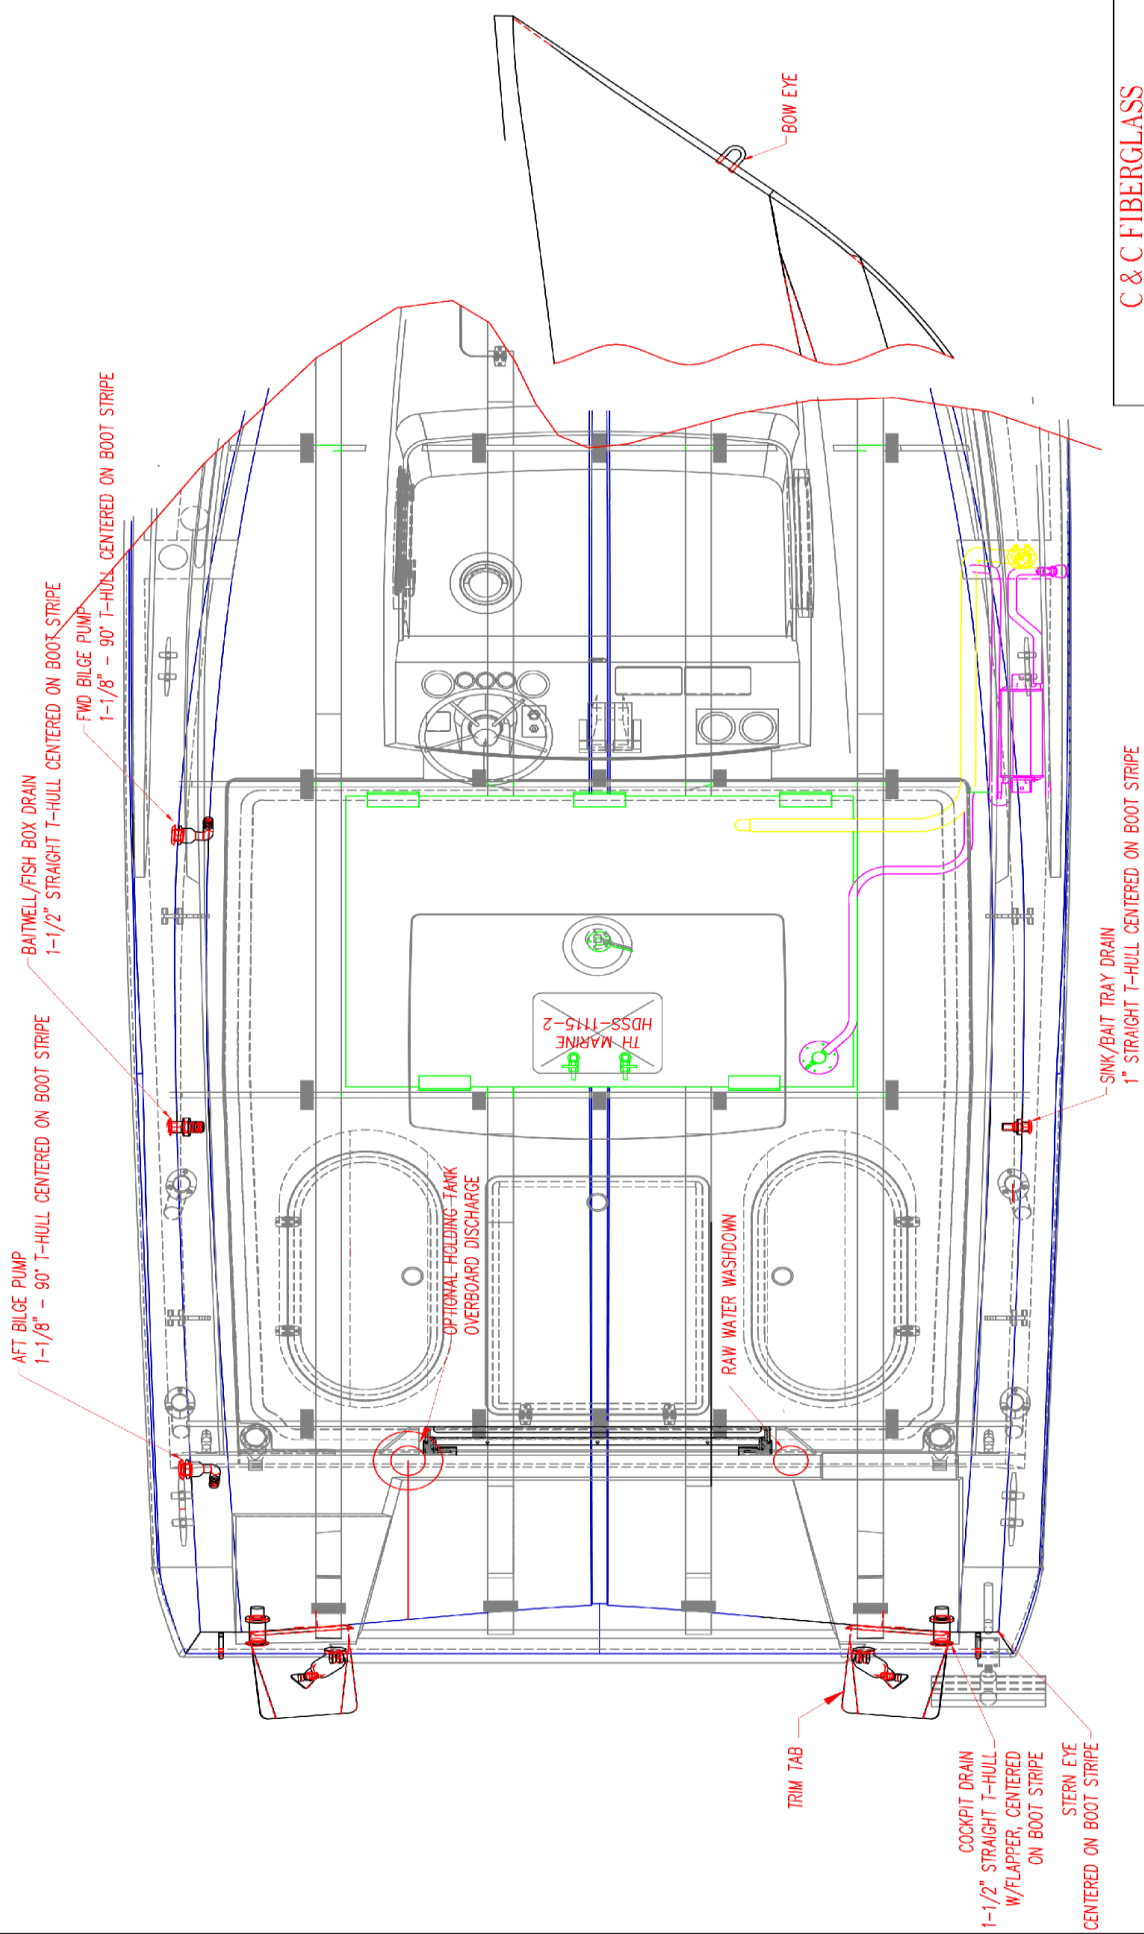 AFT BILGE PUMP
1-1/8" - 90° T-HULL CENTERED ON BOOT STRIPE
BAITWELL/FISH BOX DRAIN
1-1/2" STRAIGHT T-HULL CENTERED ON BOOT STRIPE
FWD BILGE PUMP
1-1/8" - 90° T-HULL CENTERED ON BOOT STRIPE
BOW EYE
OPTIONAL HOLDING TANK
OVERBOARD DISCHARGE
TH MARINE
HDSS-1115-2
RAW WATER WASHDOWN
TRIM TAB
COCKPIT DRAIN
1-1/2" STRAIGHT T-HULL
W/FLAPPER, CENTERED
ON BOOT STRIPE
STERN EYE
CENTERED ON BOOT STRIPE
SINK/BAIT TRAY DRAIN
1" STRAIGHT T-HULL CENTERED ON BOOT STRIPE
C & C FIBERGLASS